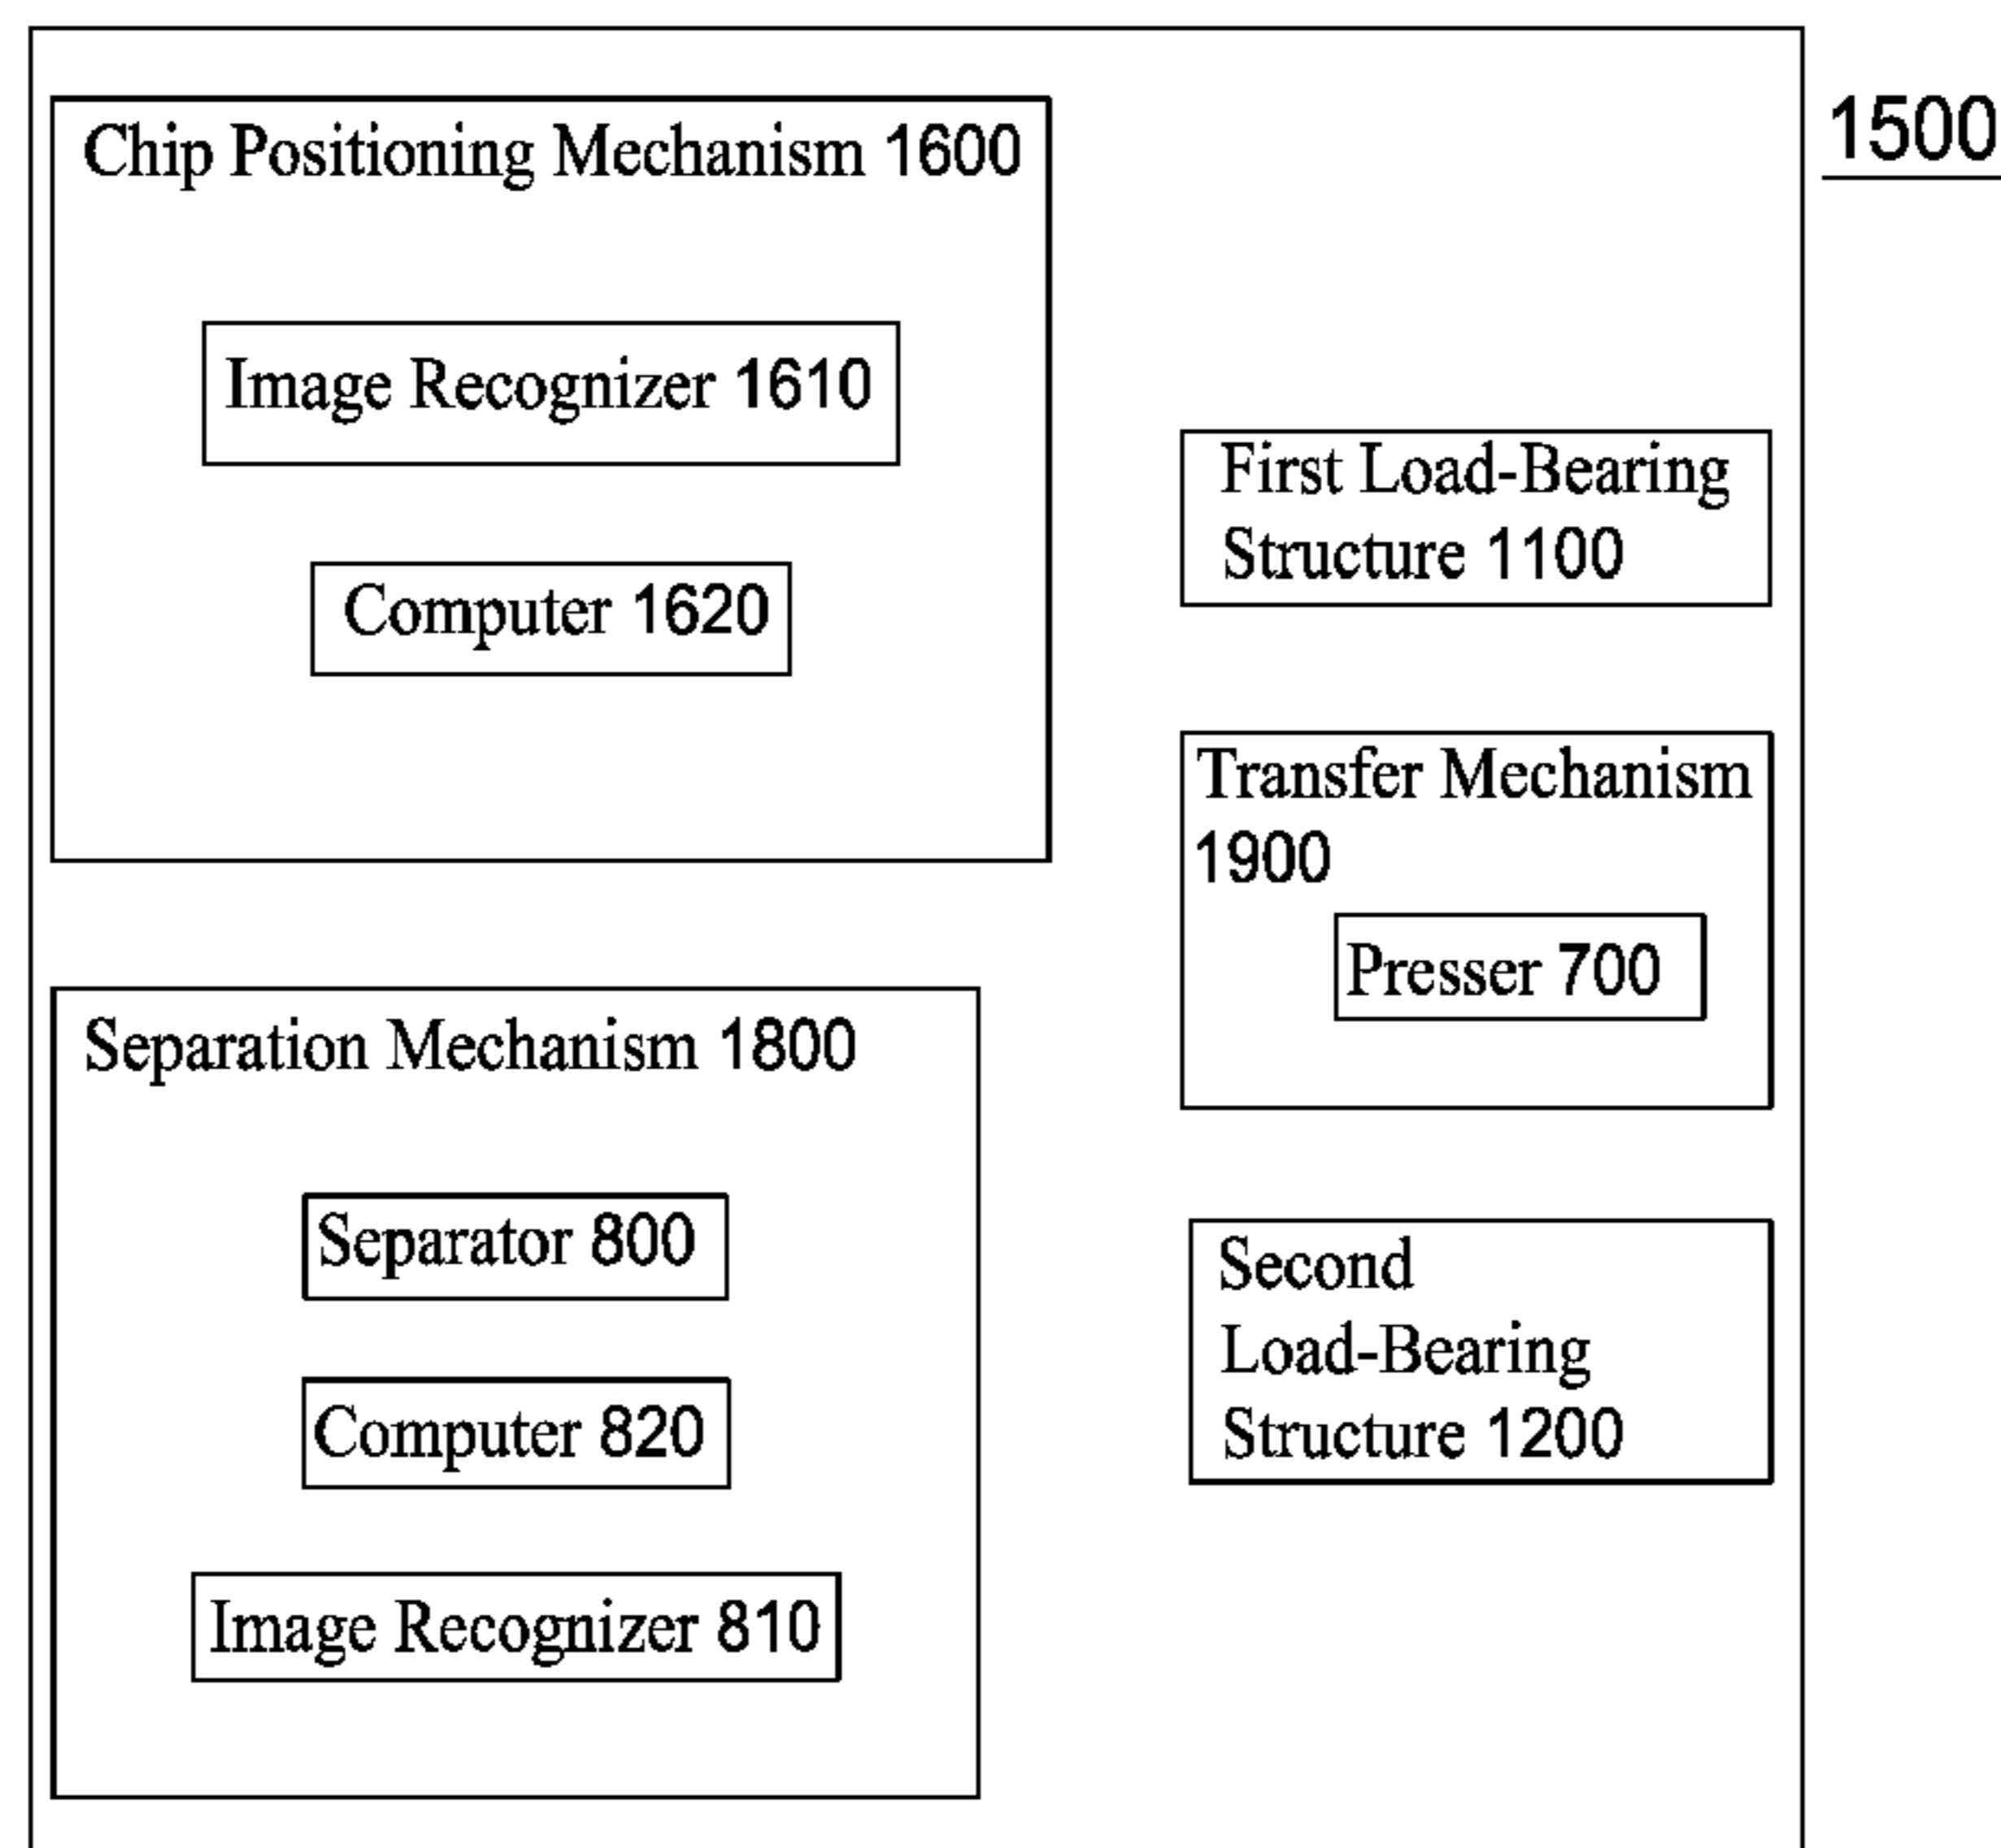 1500
Chip Positioning Mechanism 1600
Image Recognizer 1610
Computer 1620
First Load-Bearing
Structure 1100
Transfer Mechanism
1900
Presser 700
Separation Mechanism 1800
Separator 800
Computer 820
Image Recognizer 810
Second
Load-Bearing
Structure 1200